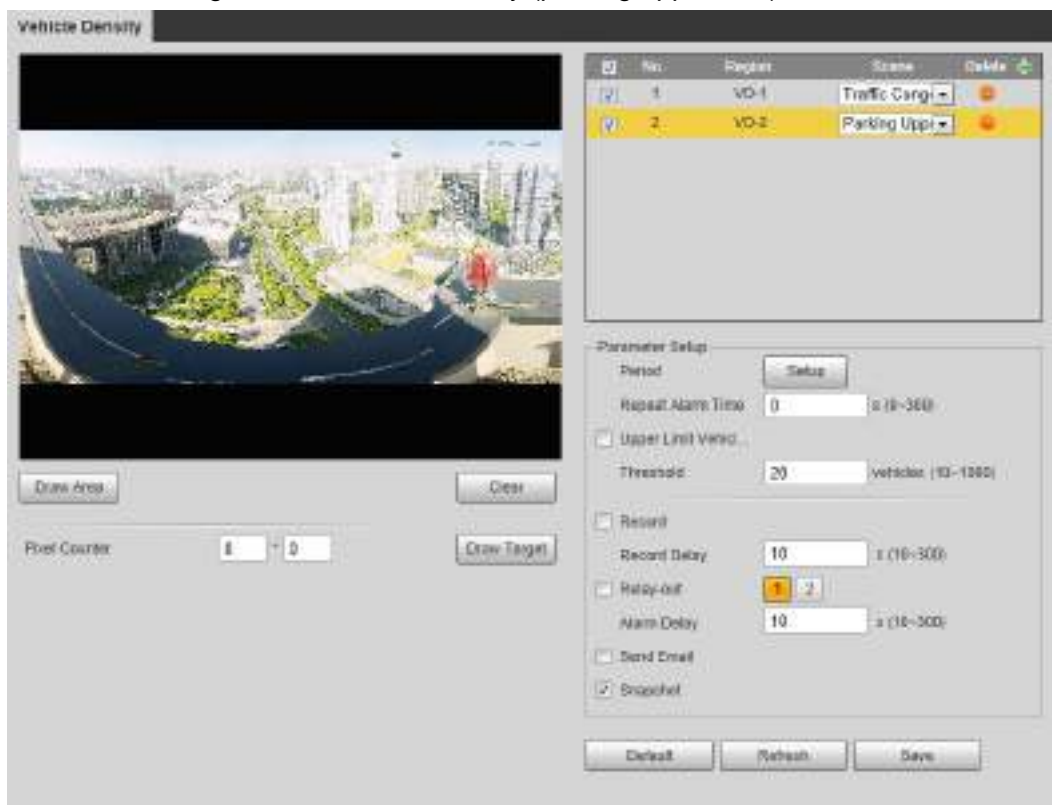 Vehicle Density
No. Region Scene Delete
1 VD-1 Traffic Cong
2 VD-2 Parking Uppe
Draw Area Clear
Pixel Counter 0 * 0 Draw Target
Parameter Setup
Period Setup
Repeat Alarm Time 0 s (0~300)
Upper Limit Vehicl...
Threshold 20 vehicles (10~1000)
Record
Record Delay 10 s (10~300)
Relay-out 1 2
Alarm Delay 10 s (10~300)
Send Email
Snapshot
Default Refresh Save